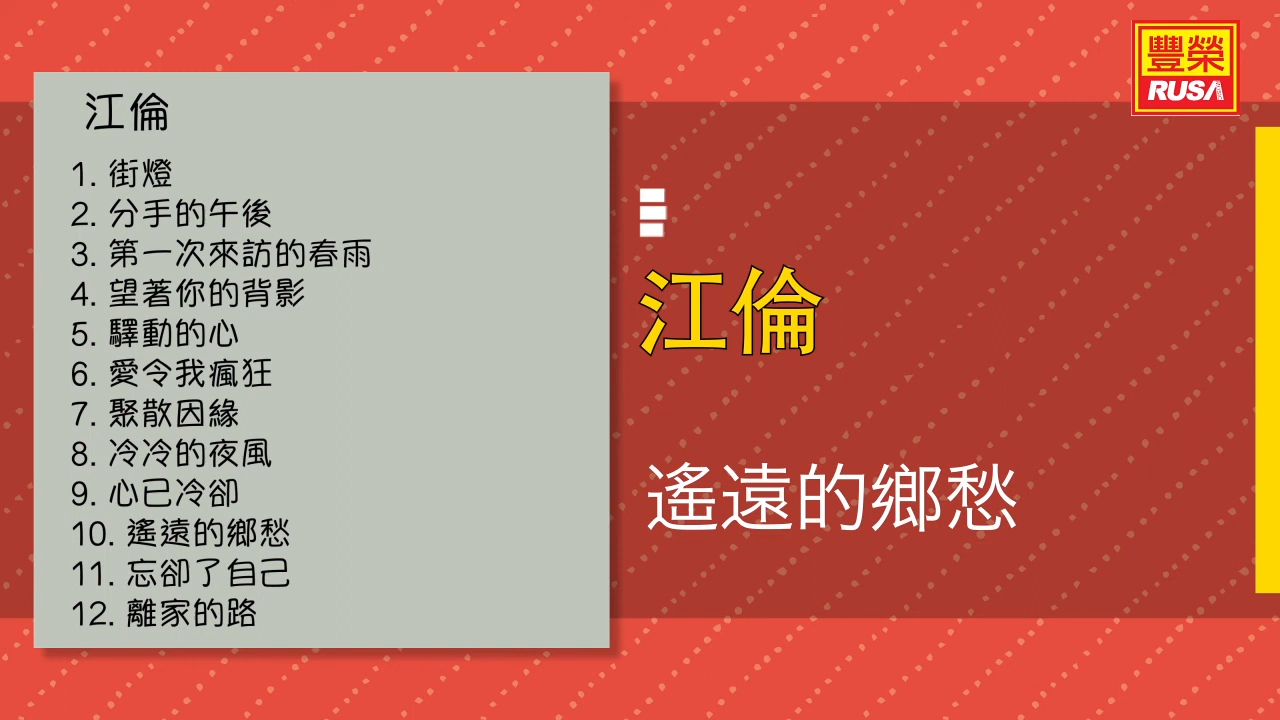 江倫
1. 街燈
2. 分手的午後
3. 第一次來訪的春雨
4. 望著你的背影
5. 驛動的心
6. 愛令我瘋狂
7. 聚散因緣
8. 冷冷的夜風
9. 心已冷卻
10. 遙遠的鄉愁
11. 忘卻了自己
12. 離家的路
豐榮
RUSA
江倫
遙遠的鄉愁